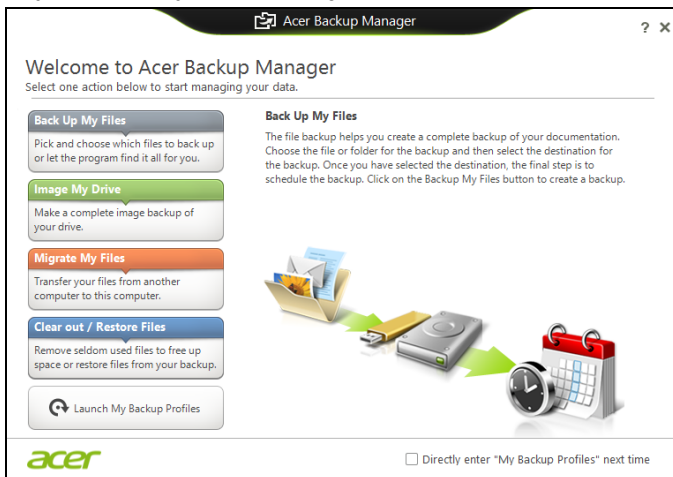 Acer Backup Manager
? X
Welcome to Acer Backup Manager
Select one action below to start managing your data.
Back Up My Files
Pick and choose which files to back up
or let the program find it all for you.
Image My Drive
Make a complete image backup of
your drive.
Migrate My Files
Transfer your files from another
computer to this computer.
Clear out / Restore Files
Remove seldom used files to free up
space or restore files from your backup.
Launch My Backup Profiles
Back Up My Files
The file backup helps you create a complete backup of your documentation.
Choose the file or folder for the backup and then select the destination for
the backup. Once you have selected the destination, the final step is to
schedule the backup. Click on the Backup My Files button to create a backup.
acer
Directly enter "My Backup Profiles" next time